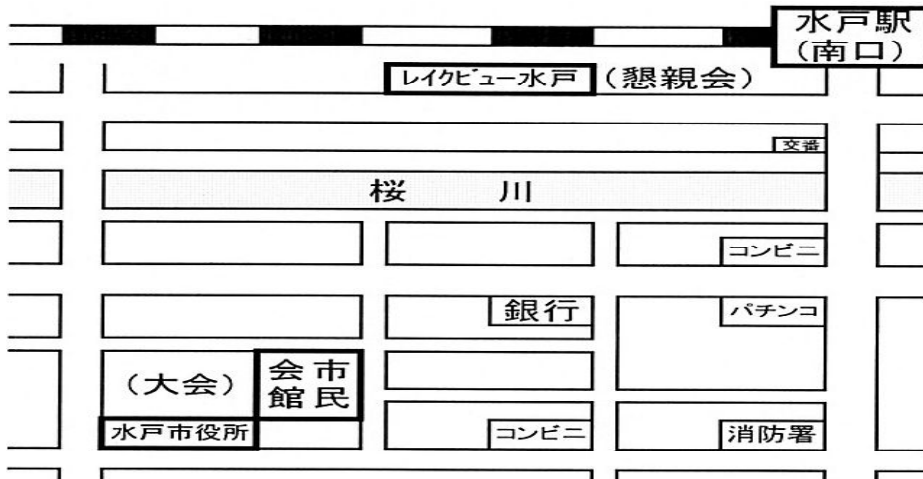 水戸駅
(南口)
レイクビュー水戸
(懇親会)
交番
桜 川
コンビニ
銀行
パチンコ
(大会)
市民
会館
水戸市役所
コンビニ
消防署